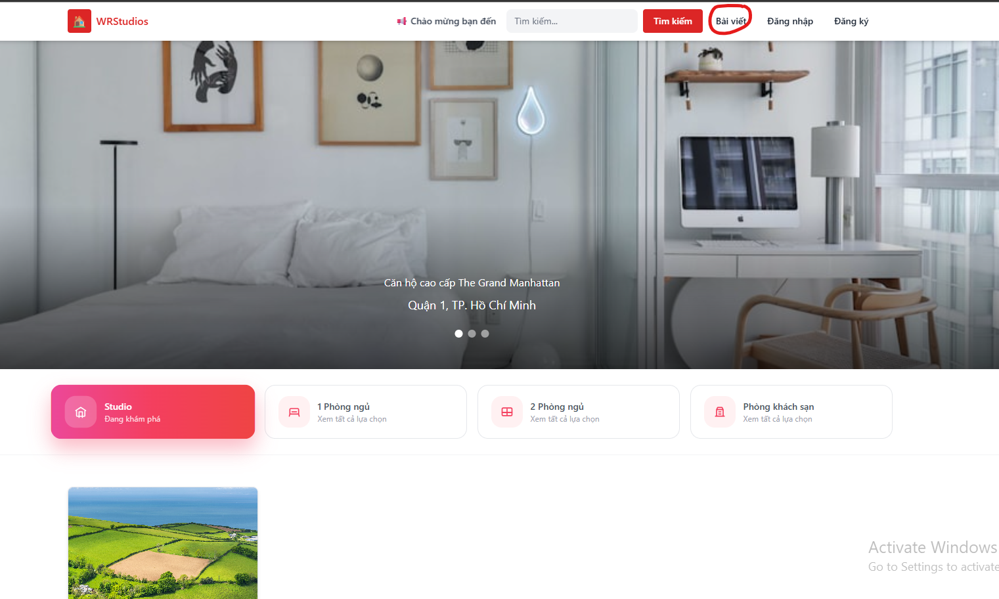 WRStudios
Chào mừng bạn đến
Tìm kiếm...
Tìm kiếm
Bài viết
Đăng nhập
Đăng ký
Căn hộ cao cấp The Grand Manhattan
Quận 1, TP. Hồ Chí Minh
Studio
Đang khám phá
1 Phòng ngủ
Xem tất cả lựa chọn
2 Phòng ngủ
Xem tất cả lựa chọn
Phòng khách sạn
Xem tất cả lựa chọn
Activate Windows
Go to Settings to activate